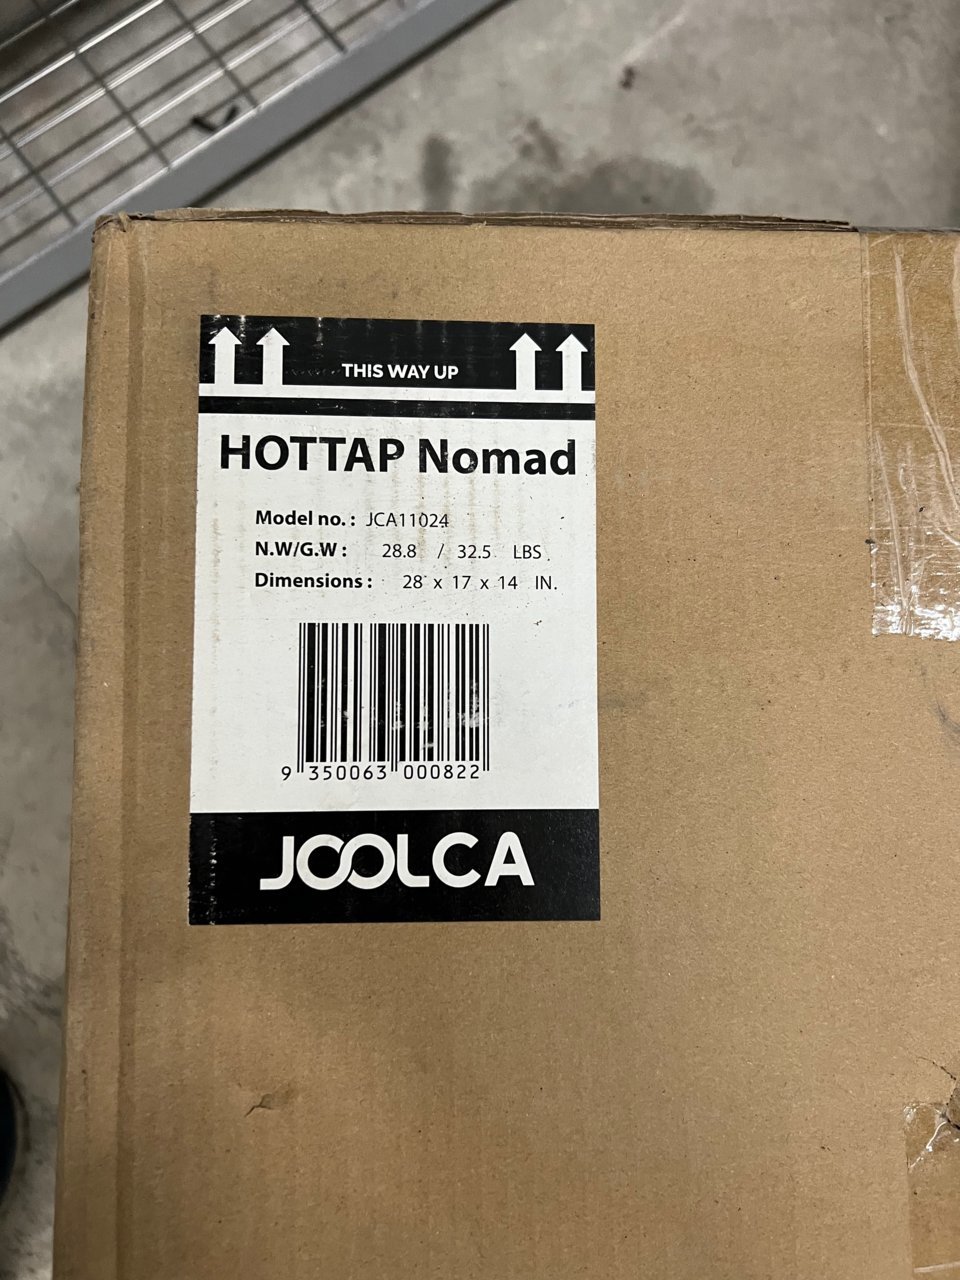 THIS WAY UP
HOTTAP Nomad
Model no. : JCA11024
N.W/G.W : 28.8 / 32.5 LBS
Dimensions : 28 x 17 x 14 IN.
9 350063 000822
JOOLCA